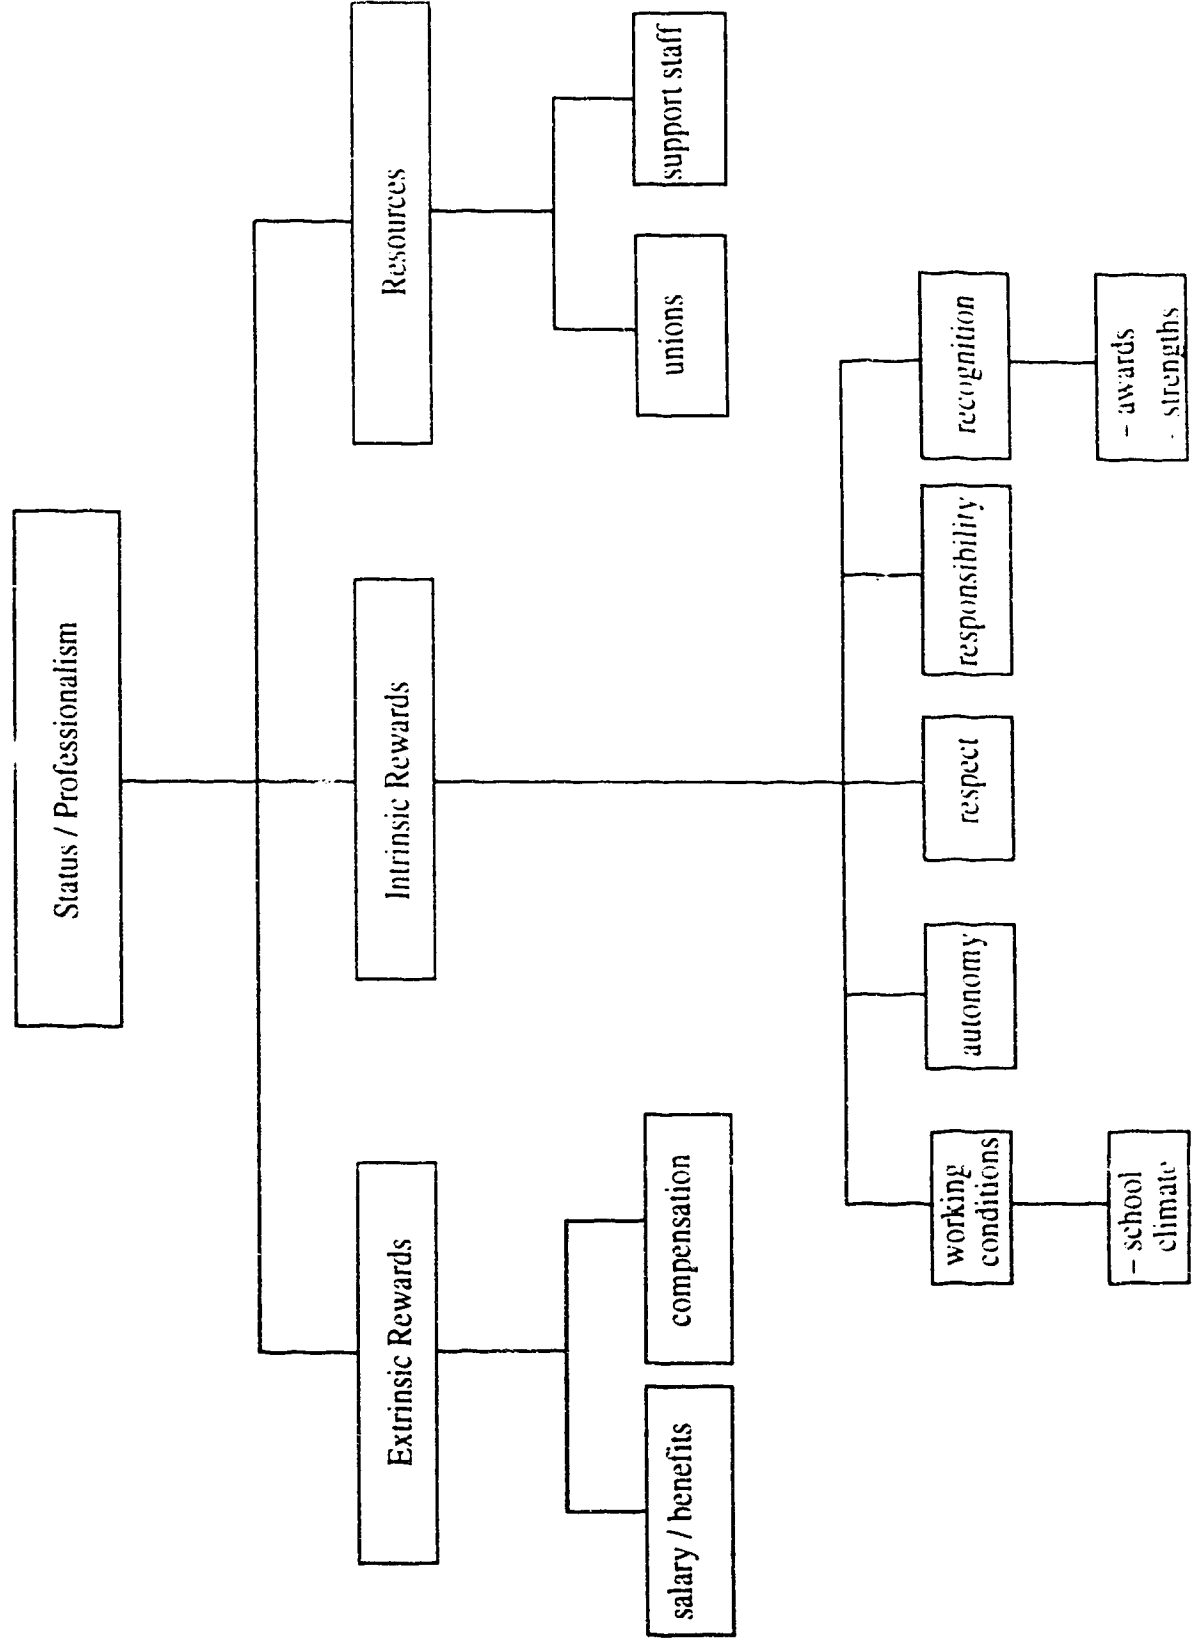 Status / Professionalism
Extrinsic Rewards
Intrinsic Rewards
Resources
salary / benefits
compensation
unions
support staff
working
conditions
autonomy
respect
responsibility
recognition
– school
climate
– awards
- strengths